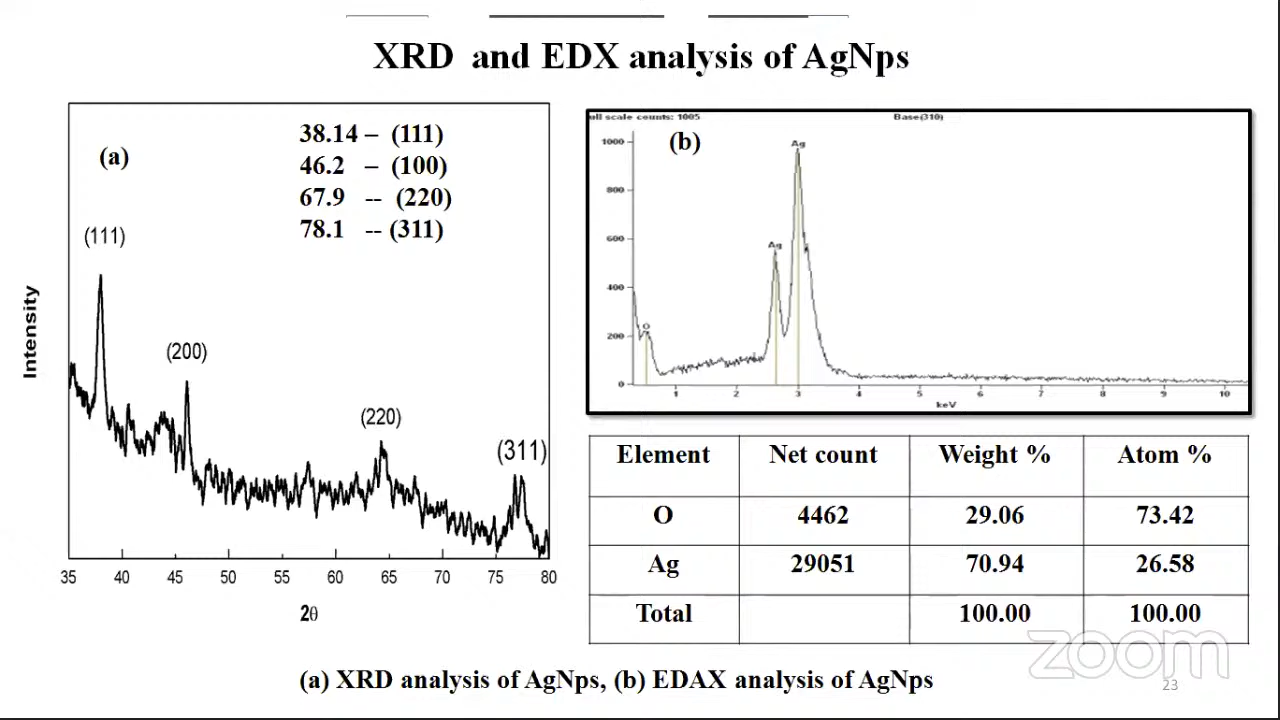 XRD and EDX analysis of AgNps
(a)
38.14 – (111)
46.2 – (100)
67.9 -- (220)
78.1 -- (311)
(111)
(200)
(220)
(311)
Intensity
35 40 45 50 55 60 65 70 75 80
2θ
ull scale counts: 1005 Base(310)
(b)
1000
800
600
400
200
0
Ag
Ag
O
1 2 3 4 5 6 7 8 9 10
keV
Element Net count Weight % Atom %
O 4462 29.06 73.42
Ag 29051 70.94 26.58
Total 100.00 100.00
zoom
(a) XRD analysis of AgNps, (b) EDAX analysis of AgNps
23